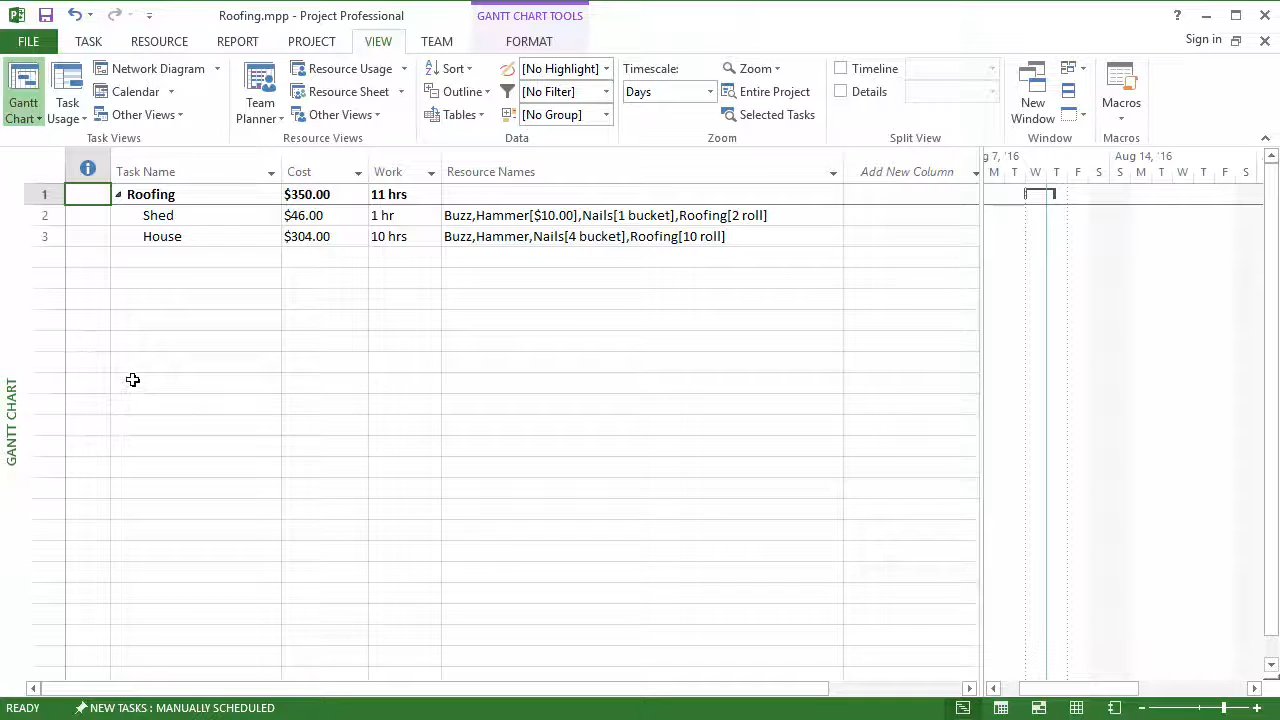 Roofing.mpp - Project Professional
GANTT CHART TOOLS
?
FILE TASK RESOURCE REPORT PROJECT VIEW TEAM FORMAT
Sign in
Gantt Chart
Task Usage
Network Diagram
Calendar
Other Views
Task Views
Team Planner
Resource Usage
Resource Sheet
Other Views
Resource Views
Sort
Outline
Tables
[No Highlight]
[No Filter]
[No Group]
Data
Timescale:
Days
Zoom
Entire Project
Selected Tasks
Zoom
Timeline
Details
Split View
New Window
Window
Macros
Macros
Task Name Cost Work Resource Names Add New Column
g 7, '16 Aug 14, '16
M T W T F S S M T W T F S
1 Roofing $350.00 11 hrs
2 Shed $46.00 1 hr Buzz,Hammer[$10.00],Nails[1 bucket],Roofing[2 roll]
3 House $304.00 10 hrs Buzz,Hammer,Nails[4 bucket],Roofing[10 roll]
GANTT CHART
READY NEW TASKS : MANUALLY SCHEDULED